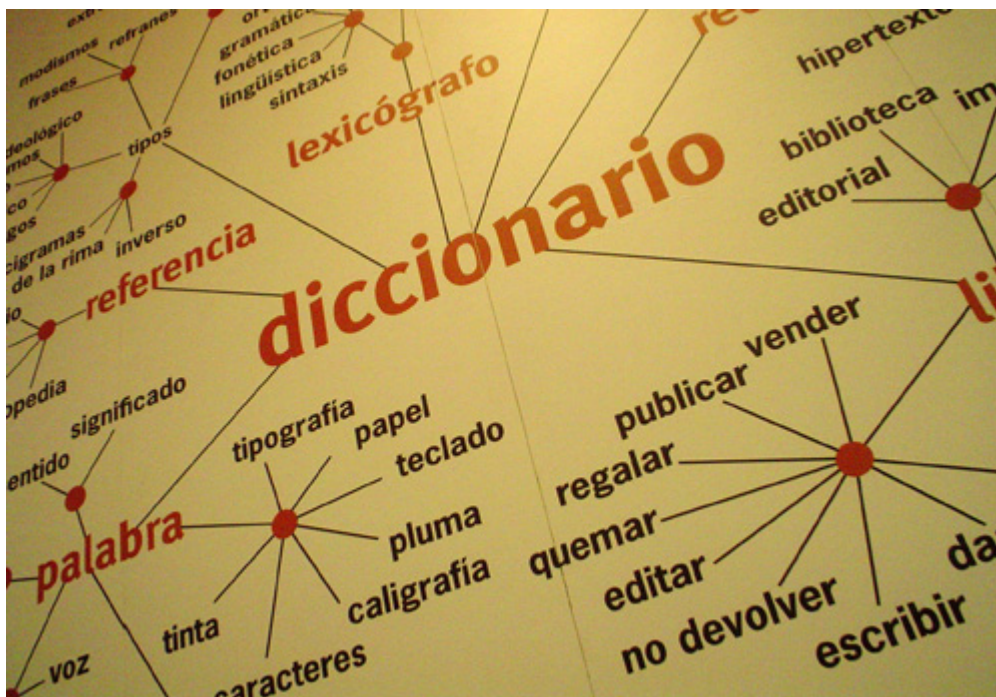 modismos
refranes
frases
gramática
fonética
lingüística
sintaxis
lexicógrafo
hipertexto
biblioteca
editorial
tipos
inverso
de la rima
referencia
diccionario
vender
publicar
regalar
quemar
editar
no devolver
escribir
significado
tipografía
papel
teclado
pluma
caligrafía
caracteres
tinta
palabra
voz